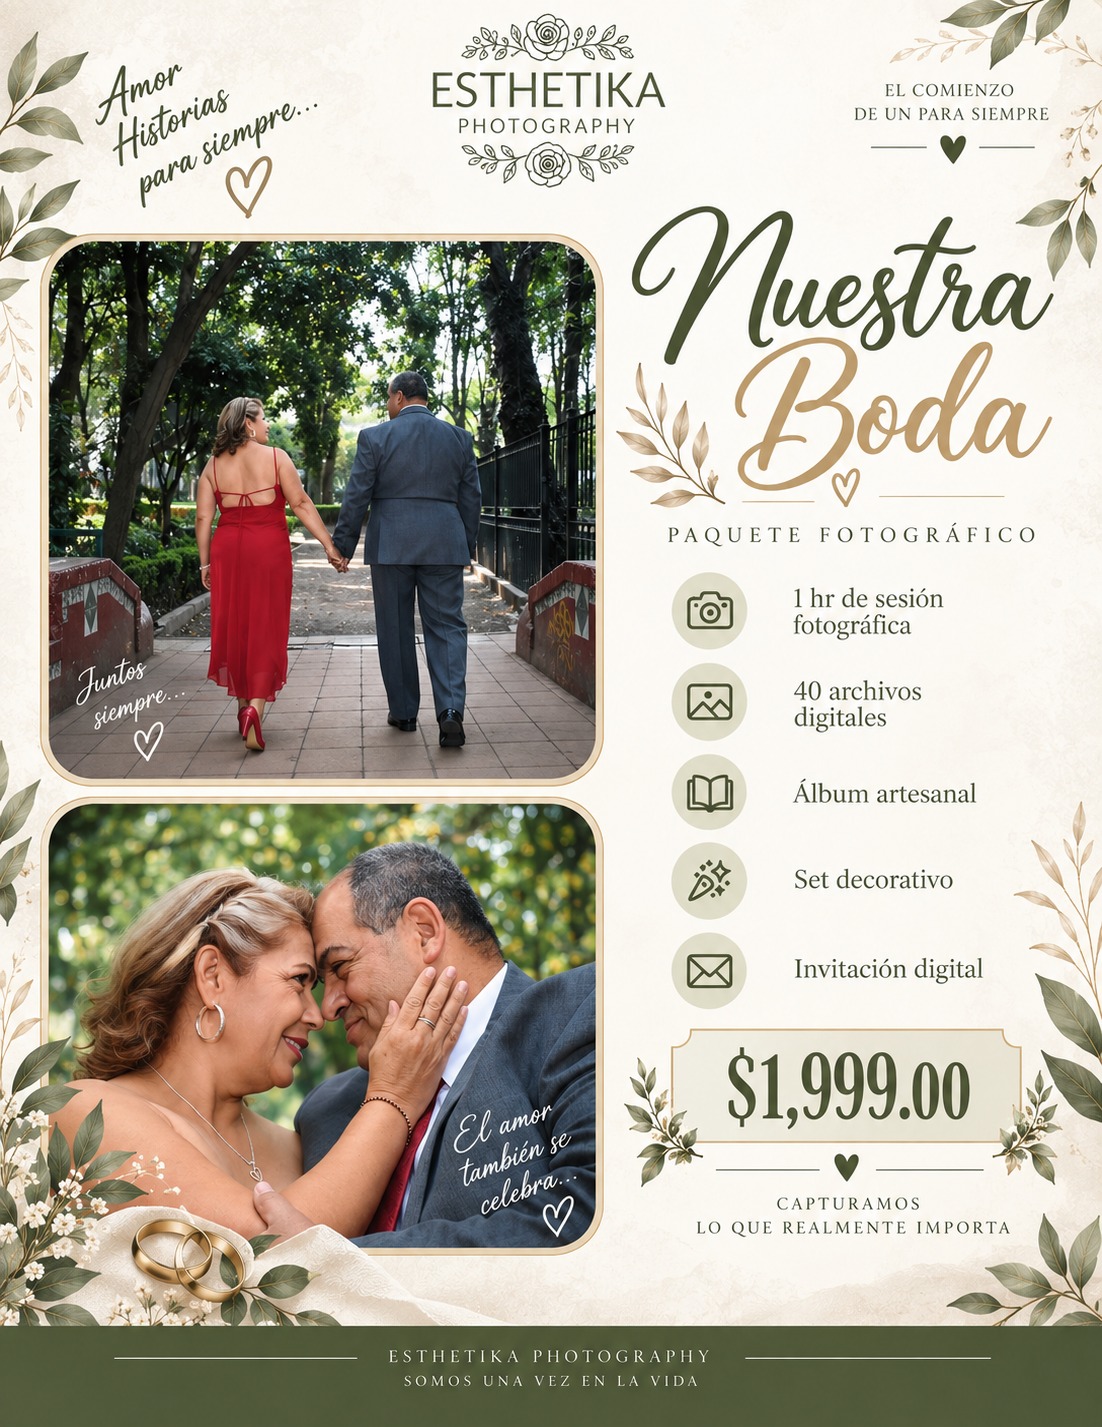 Amor
Historias
para siempre...
ESTHETIKA
PHOTOGRAPHY
EL COMIENZO
DE UN PARA SIEMPRE
Nuestra
Boda
PAQUETE FOTOGRÁFICO
1 hr de sesión
fotográfica
40 archivos
digitales
Álbum artesanal
Set decorativo
Invitación digital
$1,999.00
CAPTURAMOS
LO QUE REALMENTE IMPORTA
Juntos
siempre...
El amor
también se
celebra...
ESTHETIKA PHOTOGRAPHY
SOMOS UNA VEZ EN LA VIDA